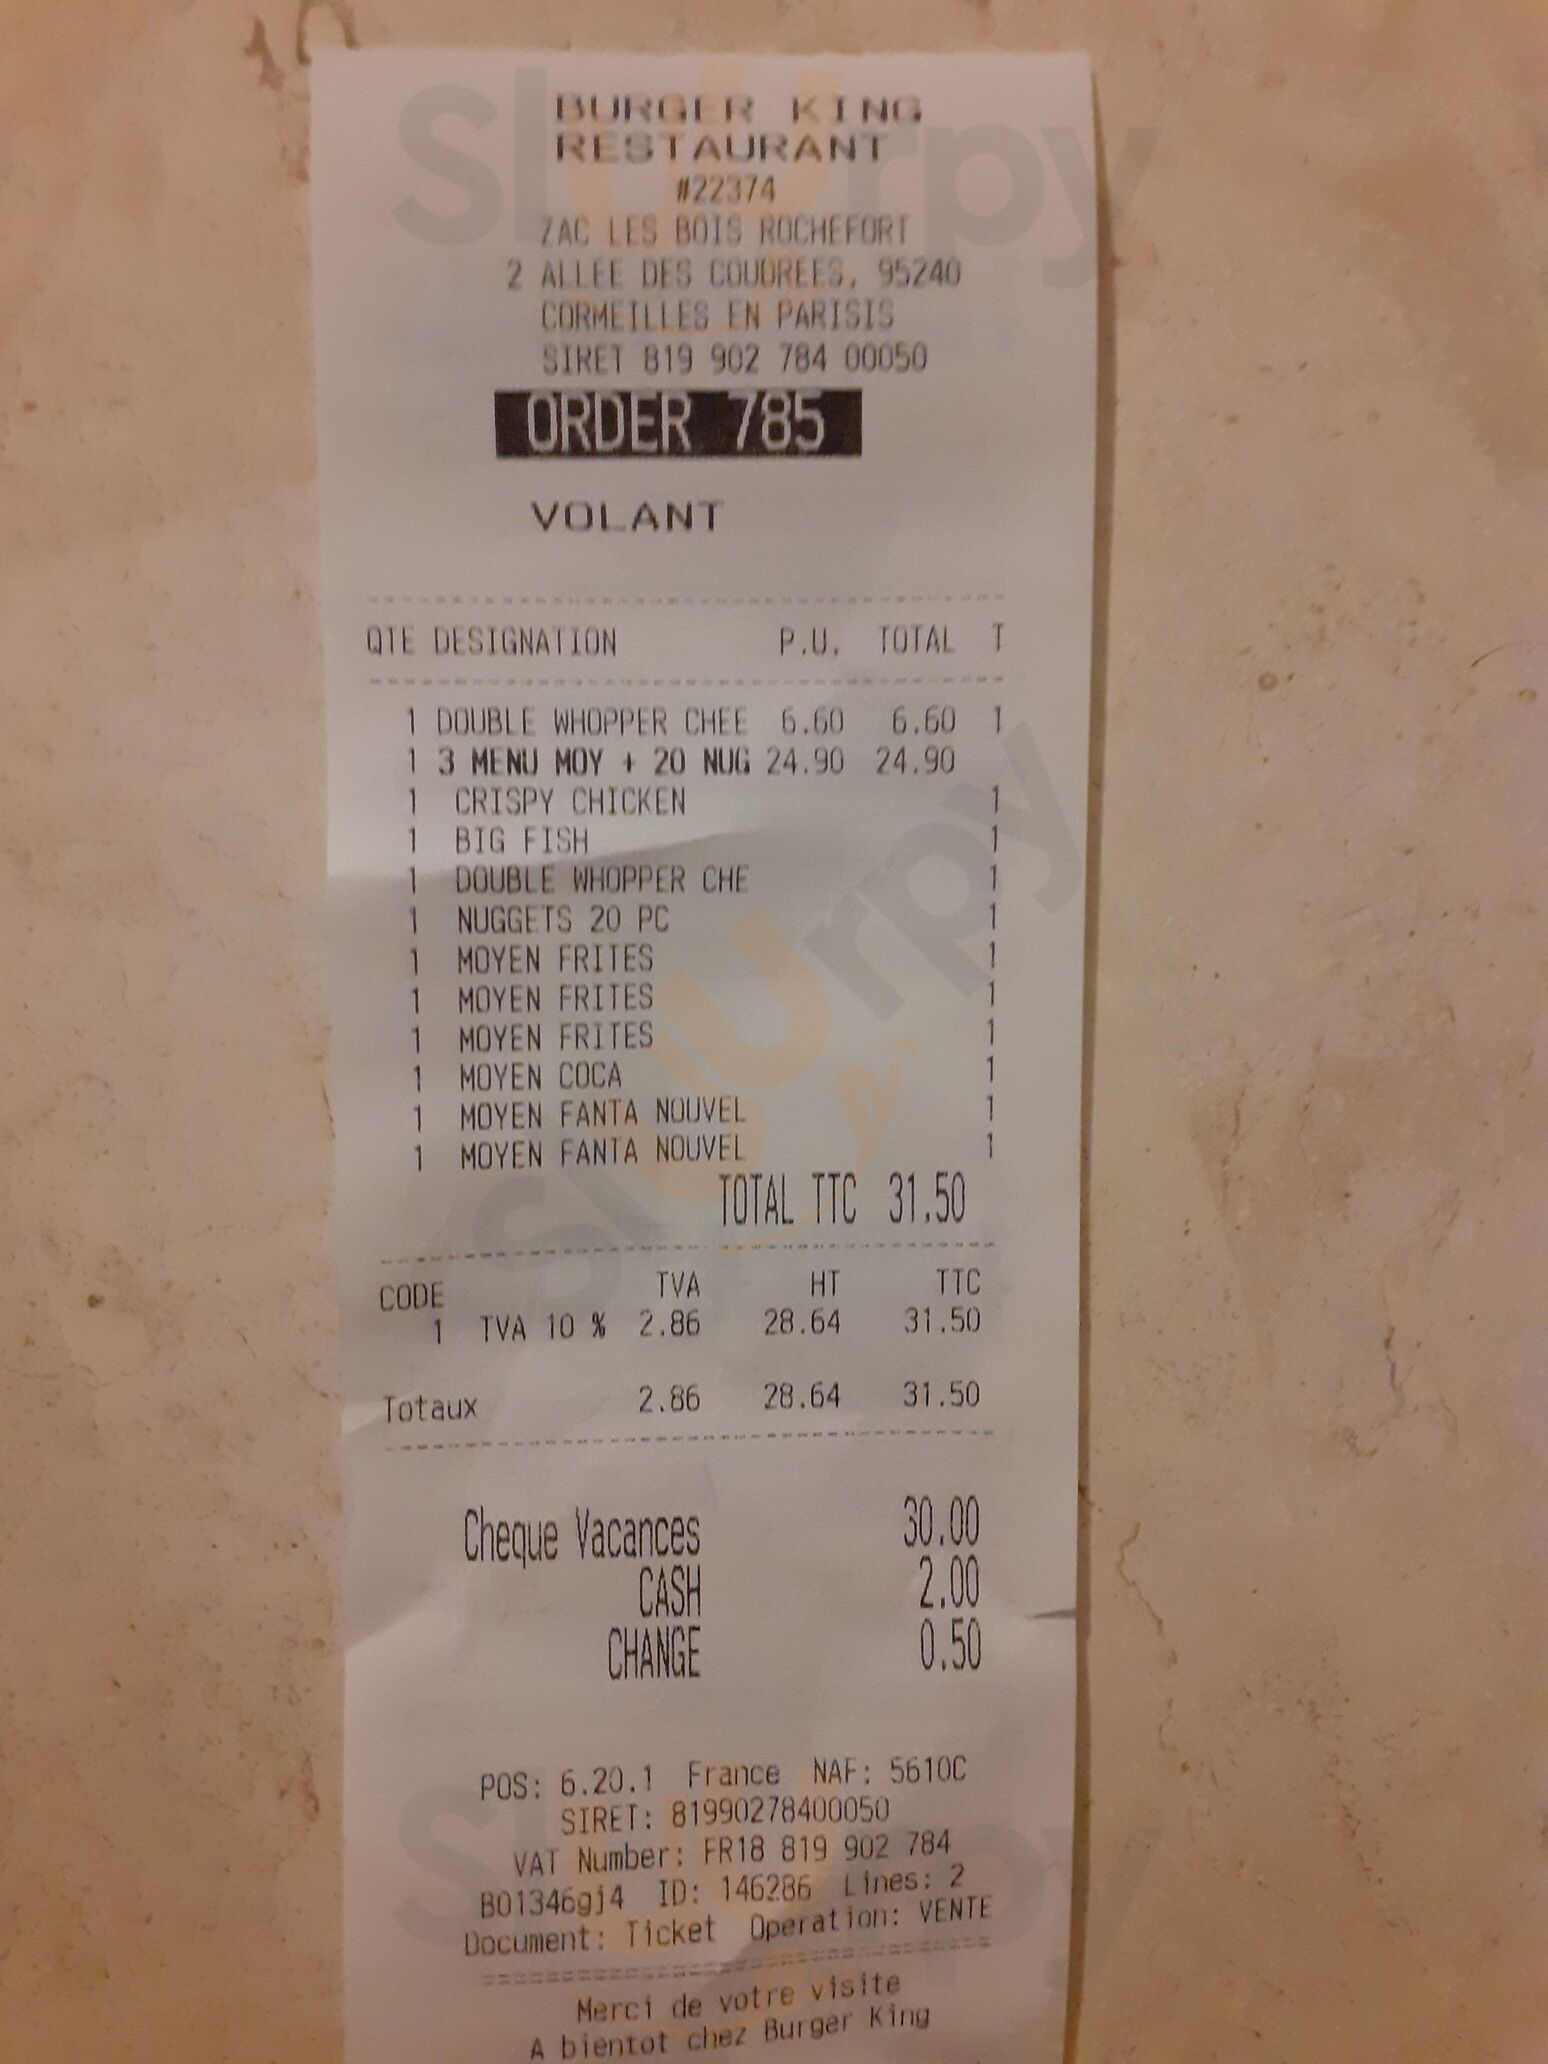 BURGER KING
RESTAURANT
#22374
ZAC LES BOIS ROCHEFORT
2 ALLEE DES COUDREES, 95240
CORMEILLES EN PARISIS
SIRET 819 902 784 00050
ORDER 785
VOLANT
QTE DESIGNATION P.U. TOTAL T
1 DOUBLE WHOPPER CHEE 6.60 6.60 1
1 3 MENU MOY + 20 NUG 24.90 24.90
1 CRISPY CHICKEN 1
1 BIG FISH 1
1 DOUBLE WHOPPER CHE 1
1 NUGGETS 20 PC 1
1 MOYEN FRITES 1
1 MOYEN FRITES 1
1 MOYEN FRITES 1
1 MOYEN COCA 1
1 MOYEN FANTA NOUVEL 1
1 MOYEN FANTA NOUVEL 1
TOTAL TTC 31.50
CODE TVA HT TTC
1 TVA 10 % 2.86 28.64 31.50
Totaux 2.86 28.64 31.50
Cheque Vacances 30.00
CASH 2.00
CHANGE 0.50
POS: 6.20.1 France NAF: 5610C
SIRET: 81990278400050
VAT Number: FR18 819 902 784
B01346gj4 ID: 146286 Lines: 2
Document: Ticket Operation: VENTE
Merci de votre visite
A bientot chez Burger King
Slurpy
Slurpy
Slurpy